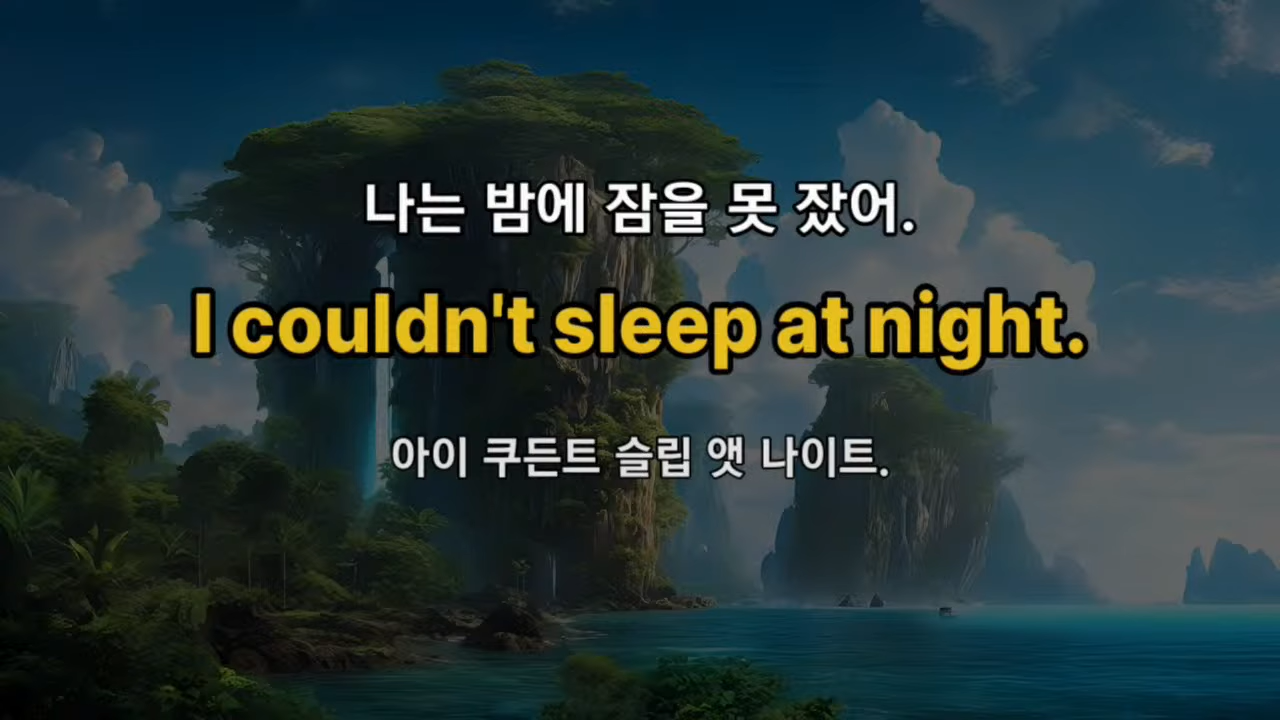 나는 밤에 잠을 못 잤어.
I couldn't sleep at night.
아이 쿠든트 슬립 앳 나이트.